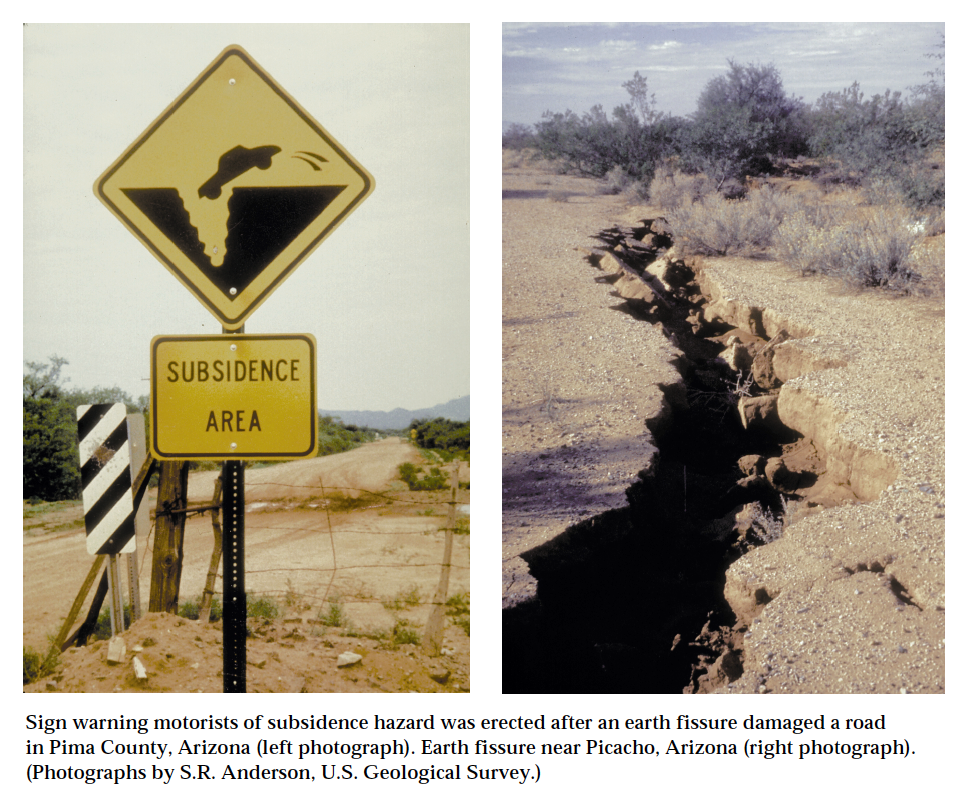 SUBSIDENCE
AREA
Sign warning motorists of subsidence hazard was erected after an earth fissure damaged a road
in Pima County, Arizona (left photograph). Earth fissure near Picacho, Arizona (right photograph).
(Photographs by S.R. Anderson, U.S. Geological Survey.)